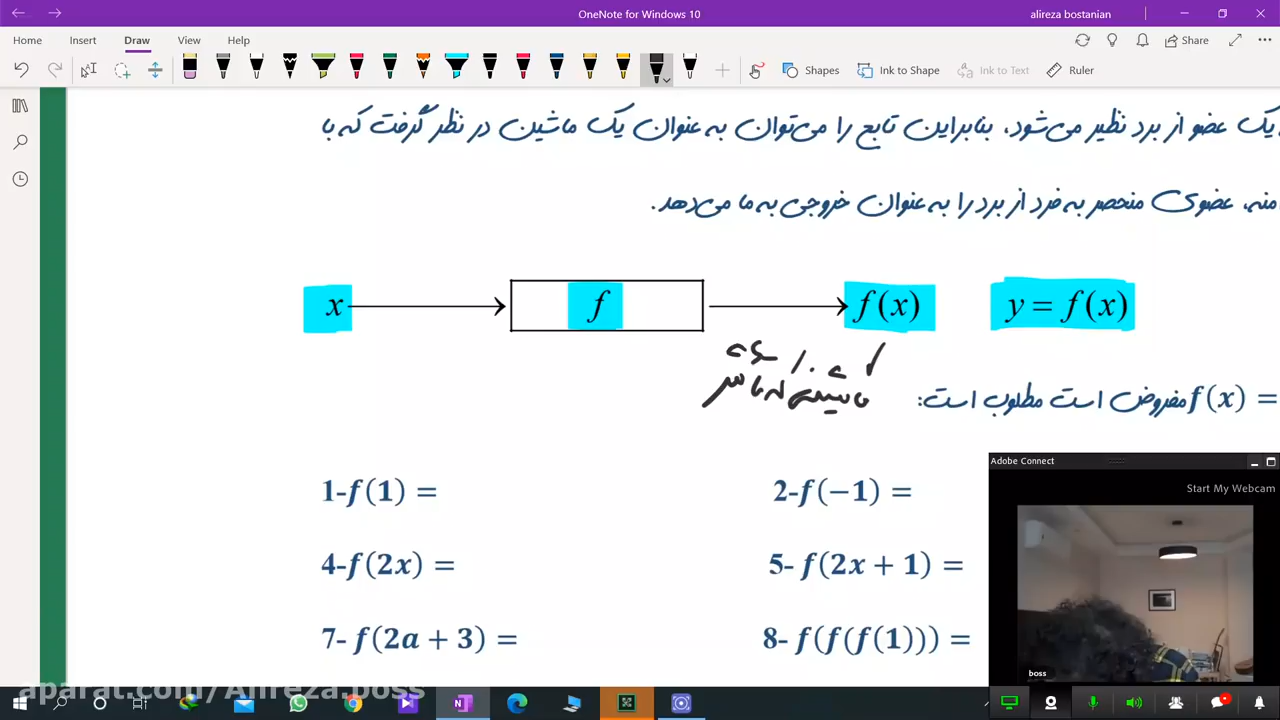 OneNote for Windows 10
alireza bostanian
Home Insert Draw View Help
Share
Shapes Ink to Shape Ink to Text Ruler
یک عضو از برد نظیر می‌شود، بنابراین تابع را می‌توان به عنوان یک ماشین در نظر گرفت که با
عضوی منحصر به فرد از برد را به عنوان خروجی به ما می‌دهد.
x f f(x) y = f(x)
f(x) = مفروض است مطلوب است:
Adobe Connect
Start My Webcam
1-f(1) = 2-f(−1) =
4-f(2x) = 5- f(2x + 1) =
7- f(2a + 3) = 8- f(f(f(1))) =
boss
aparat.com/Alireza.boss